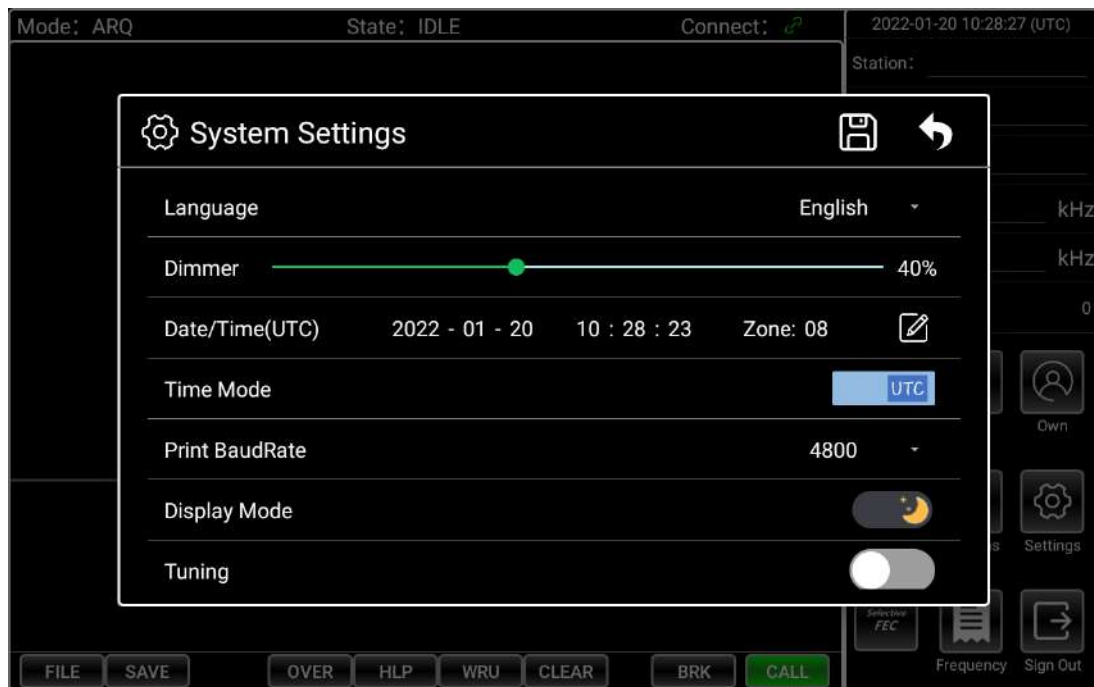 Mode: ARQ State: IDLE Connect: 2022-01-20 10:28:27 (UTC)
Station:
System Settings
Language English
kHz
Dimmer 40%
kHz
Date/Time(UTC) 2022 - 01 - 20 10 : 28 : 23 Zone: 08
0
Time Mode UTC
Own
Print BaudRate 4800
Display Mode
s Settings
Tuning
Selective
FEC
Frequency Sign Out
FILE SAVE OVER HLP WRU CLEAR BRK CALL